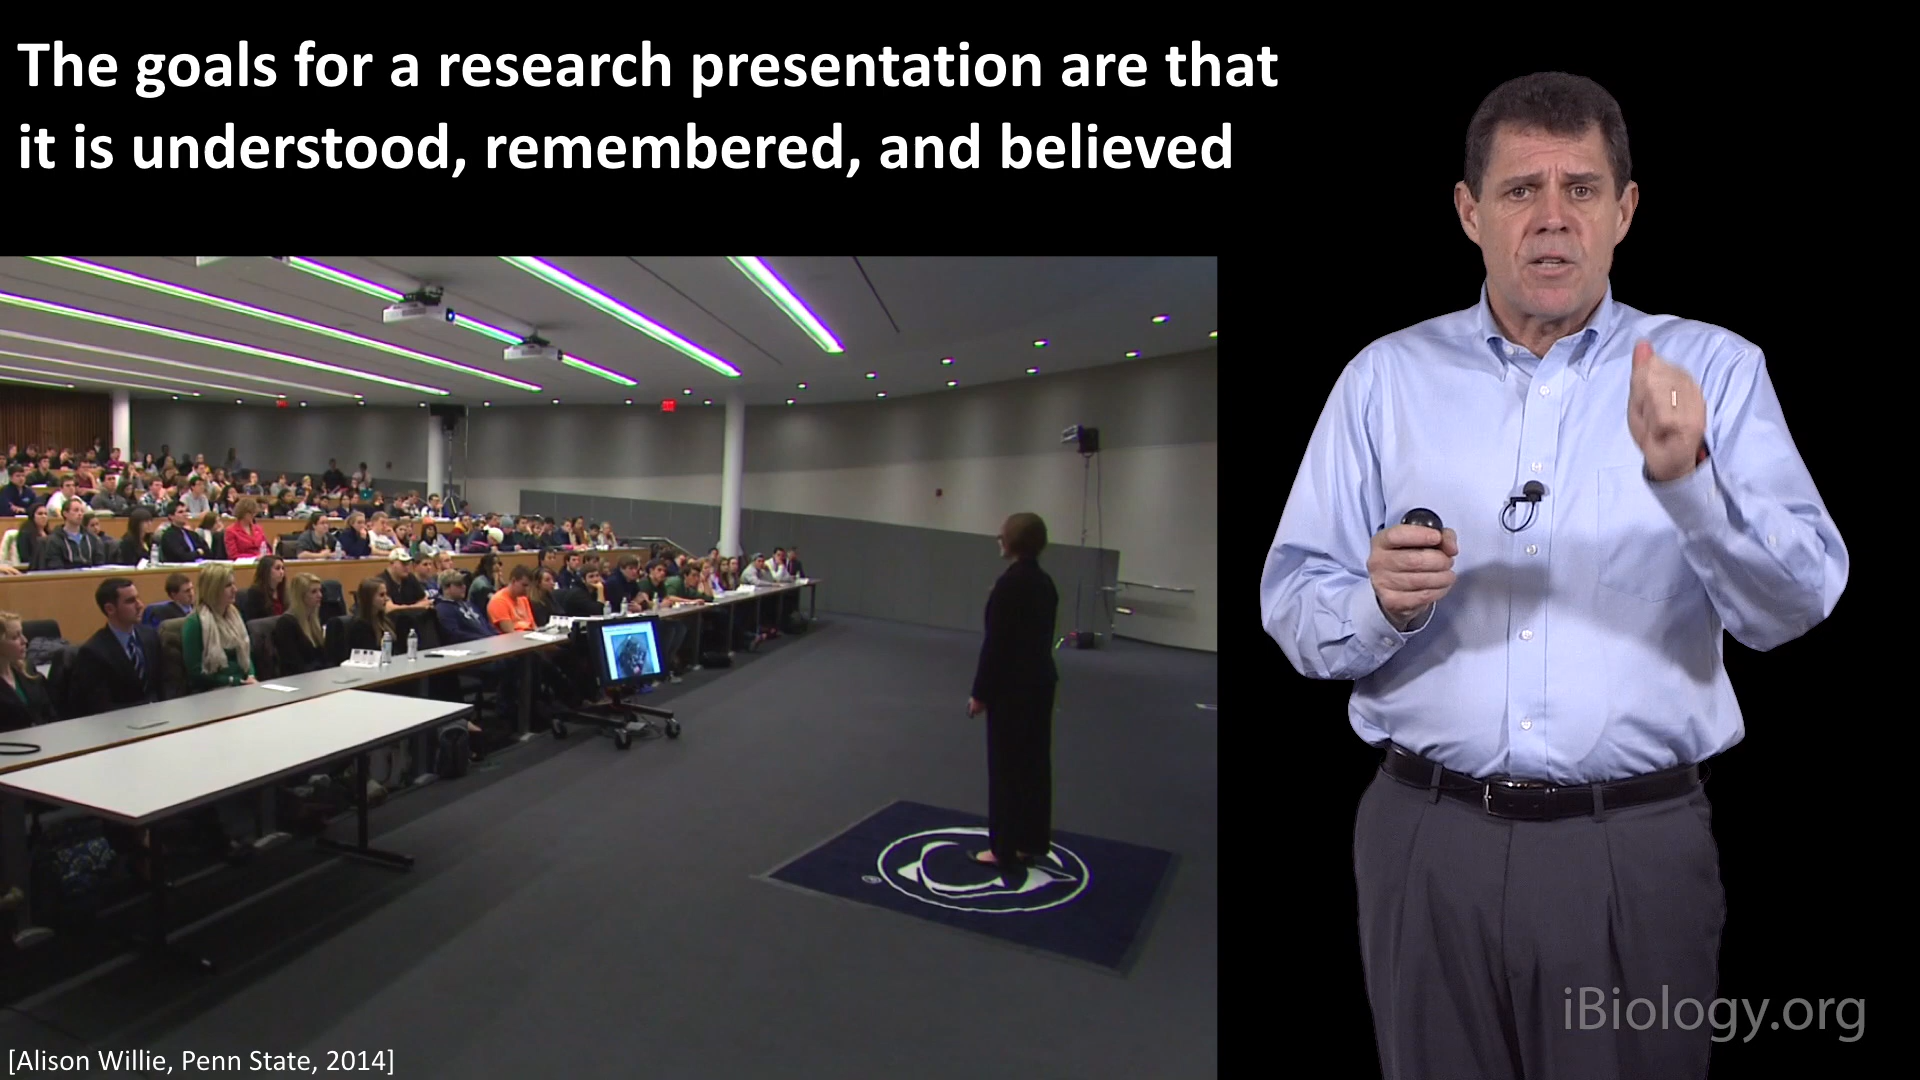 The goals for a research presentation are that
it is understood, remembered, and believed
[Alison Willie, Penn State, 2014]
iBiology.org